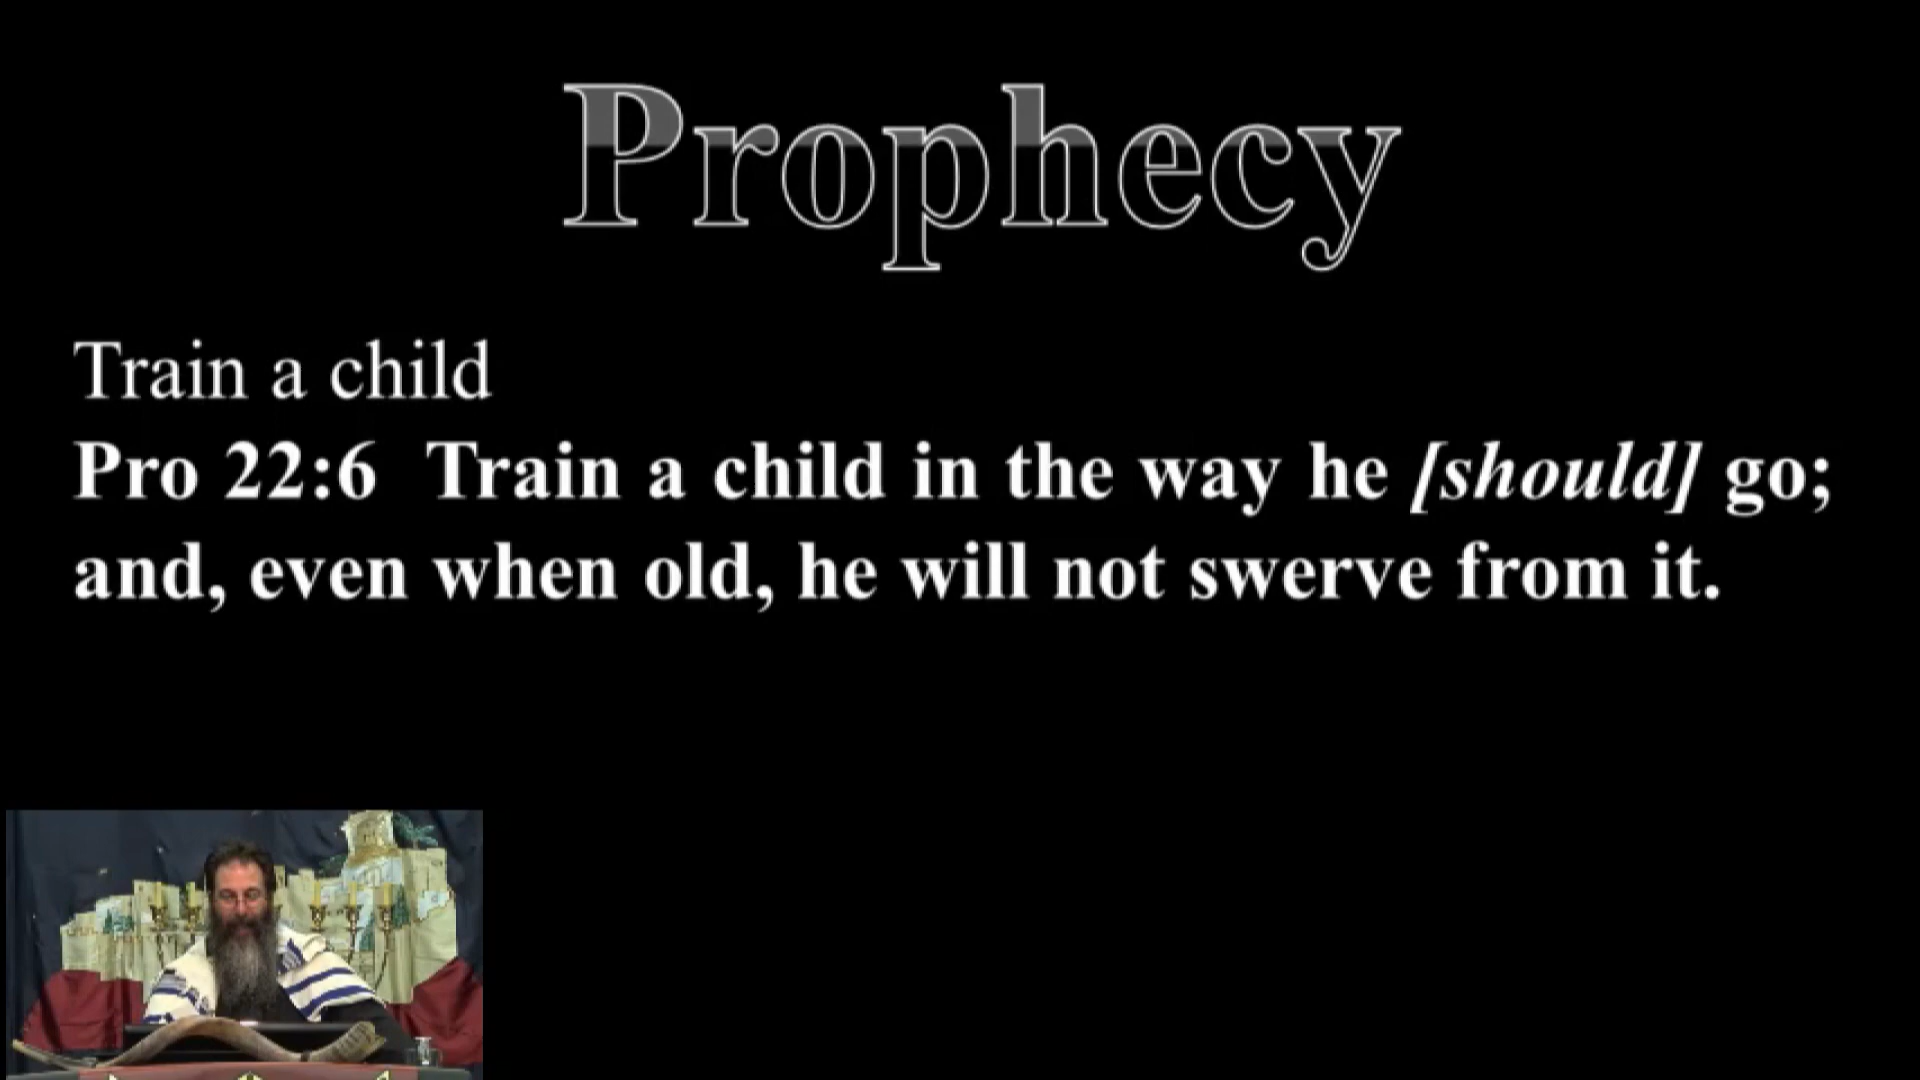 Prophecy
Train a child
Pro 22:6 Train a child in the way he [should] go;
and, even when old, he will not swerve from it.